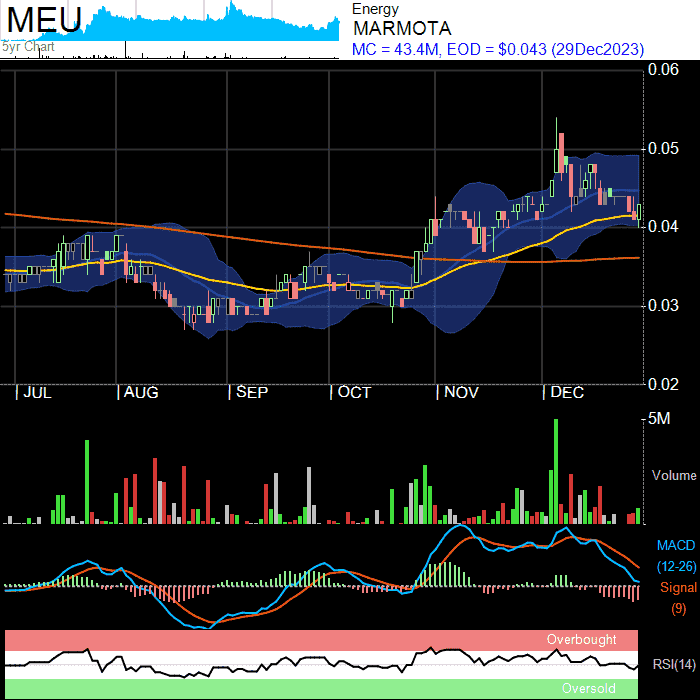 MEU
5yr Chart
Energy
MARMOTA
MC = 43.4M, EOD = $0.043 (29Dec2023)
0.06
0.05
0.04
0.03
0.02
JUL AUG SEP OCT NOV DEC
5M
Volume
MACD
(12-26)
Signal
(9)
Overbought
RSI(14)
Oversold